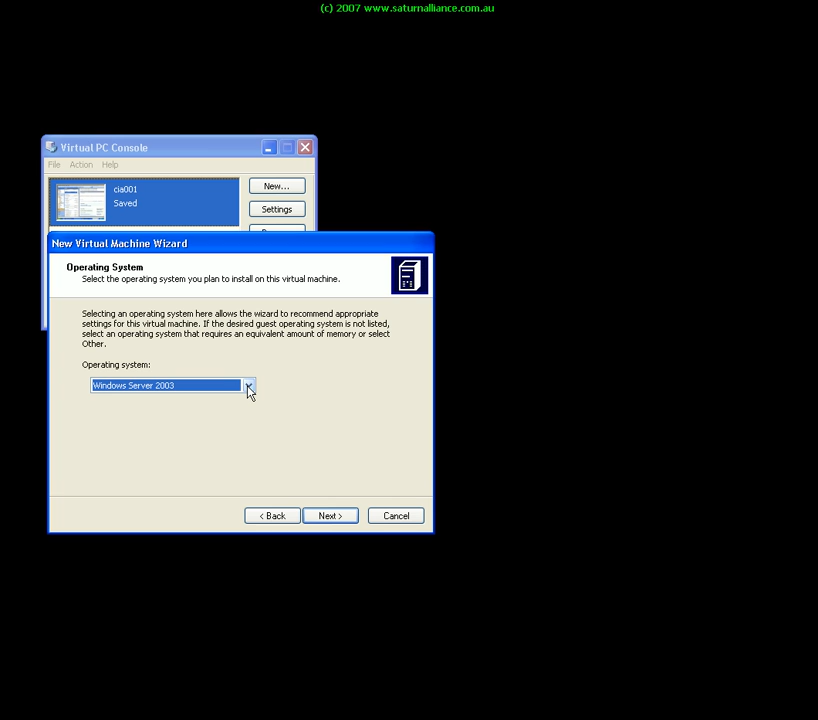 (c) 2007 www.saturnalliance.com.au
Virtual PC Console
File Action Help
cia001
Saved
New...
Settings
New Virtual Machine Wizard
Operating System
Select the operating system you plan to install on this virtual machine.
Selecting an operating system here allows the wizard to recommend appropriate
settings for this virtual machine. If the desired guest operating system is not listed,
select an operating system that requires an equivalent amount of memory or select
Other.
Operating system:
Windows Server 2003
< Back
Next >
Cancel